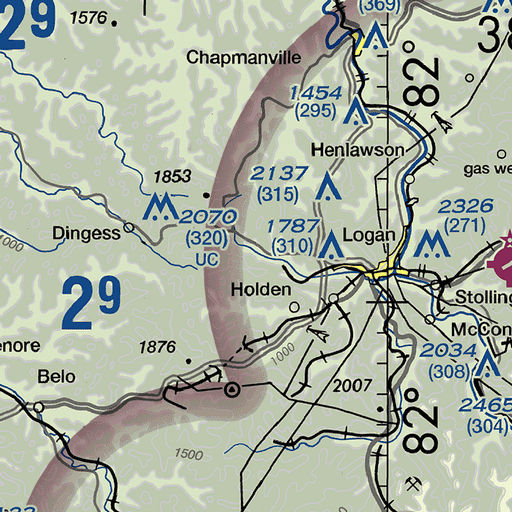 2⁹
1576
(369)
38
Chapmanville
82°
1454
(295)
Henlawson
gas we
2137
(315)
1853
2070
(320)
UC
1787
(310)
Logan
2326
(271)
Dingess
1000
2⁹
Holden
Stolling
McCon
enore
1876
1000
2034
(308)
Belo
2007
82°
2465
(304)
1500